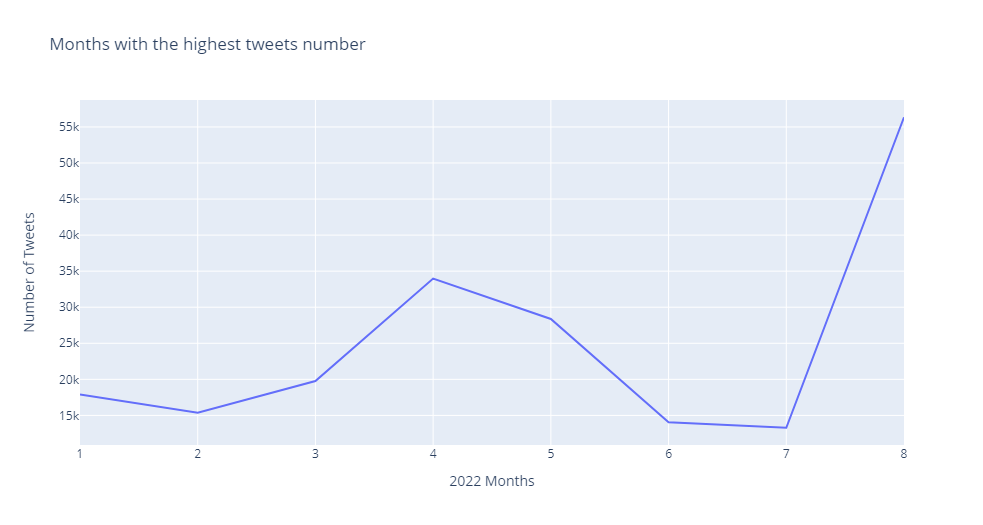 Months with the highest tweets number
55k
50k
45k
40k
35k
30k
25k
20k
15k
Number of Tweets
1 2 3 4 5 6 7 8
2022 Months